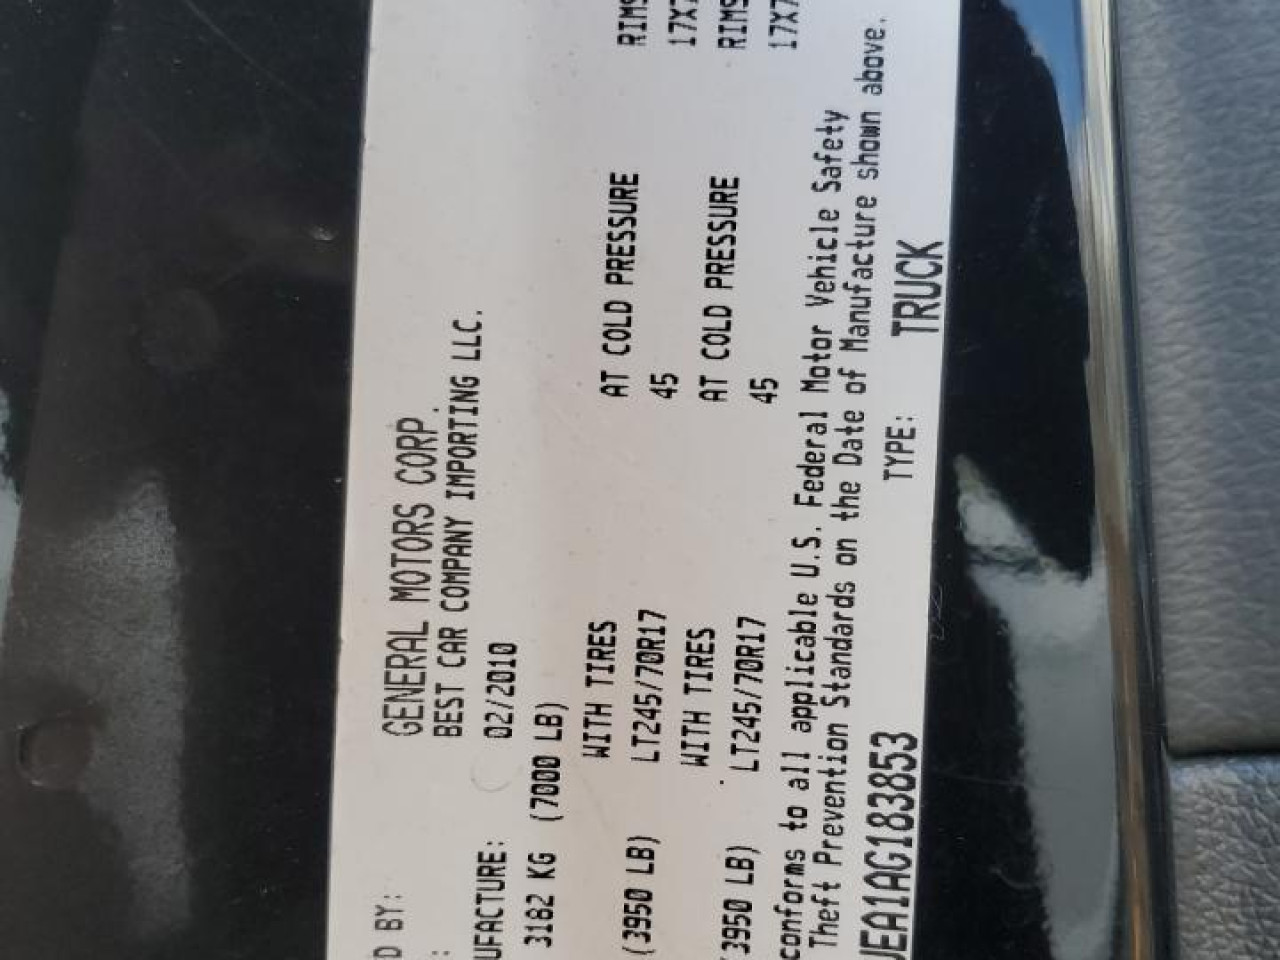 D BY: GENERAL MOTORS CORP.
: BEST CAR COMPANY IMPORTING LLC.
UFACTURE: 02/2010
3182 KG (7000 LB)
WITH TIRES AT COLD PRESSURE RIMS
(3950 LB) LT245/70R17 45 17X7
WITH TIRES AT COLD PRESSURE RIMS
(3950 LB) LT245/70R17 45 17X7
conforms to all applicable U.S. Federal Motor Vehicle Safety
Theft Prevention Standards on the Date of Manufacture shown above.
JEA1AG183853 TYPE: TRUCK